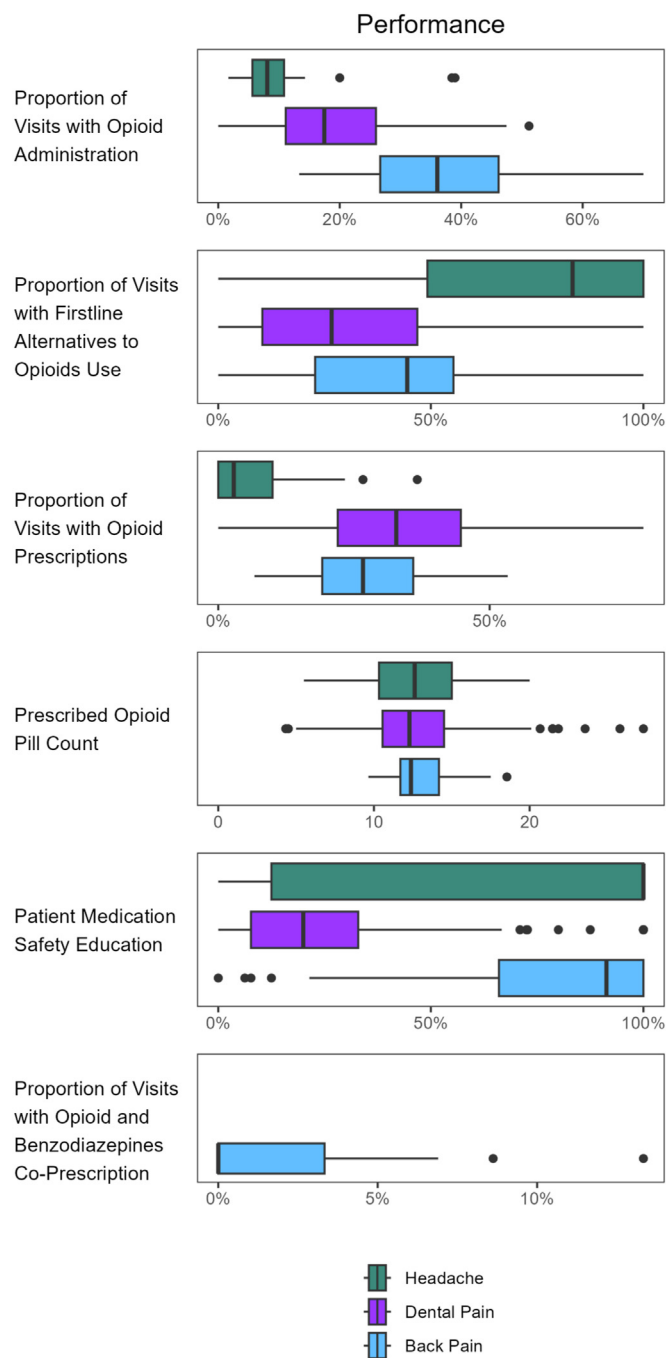 Performance
Proportion of
Visits with Opioid
Administration
0%
20%
40%
60%
Proportion of Visits
with Firstline
Alternatives to
Opioids Use
0%
50%
100%
Proportion of
Visits with Opioid
Prescriptions
0%
50%
Prescribed Opioid
Pill Count
0
10
20
Patient Medication
Safety Education
0%
50%
100%
Proportion of Visits
with Opioid and
Benzodiazepines
Co-Prescription
0%
5%
10%
Headache
Dental Pain
Back Pain